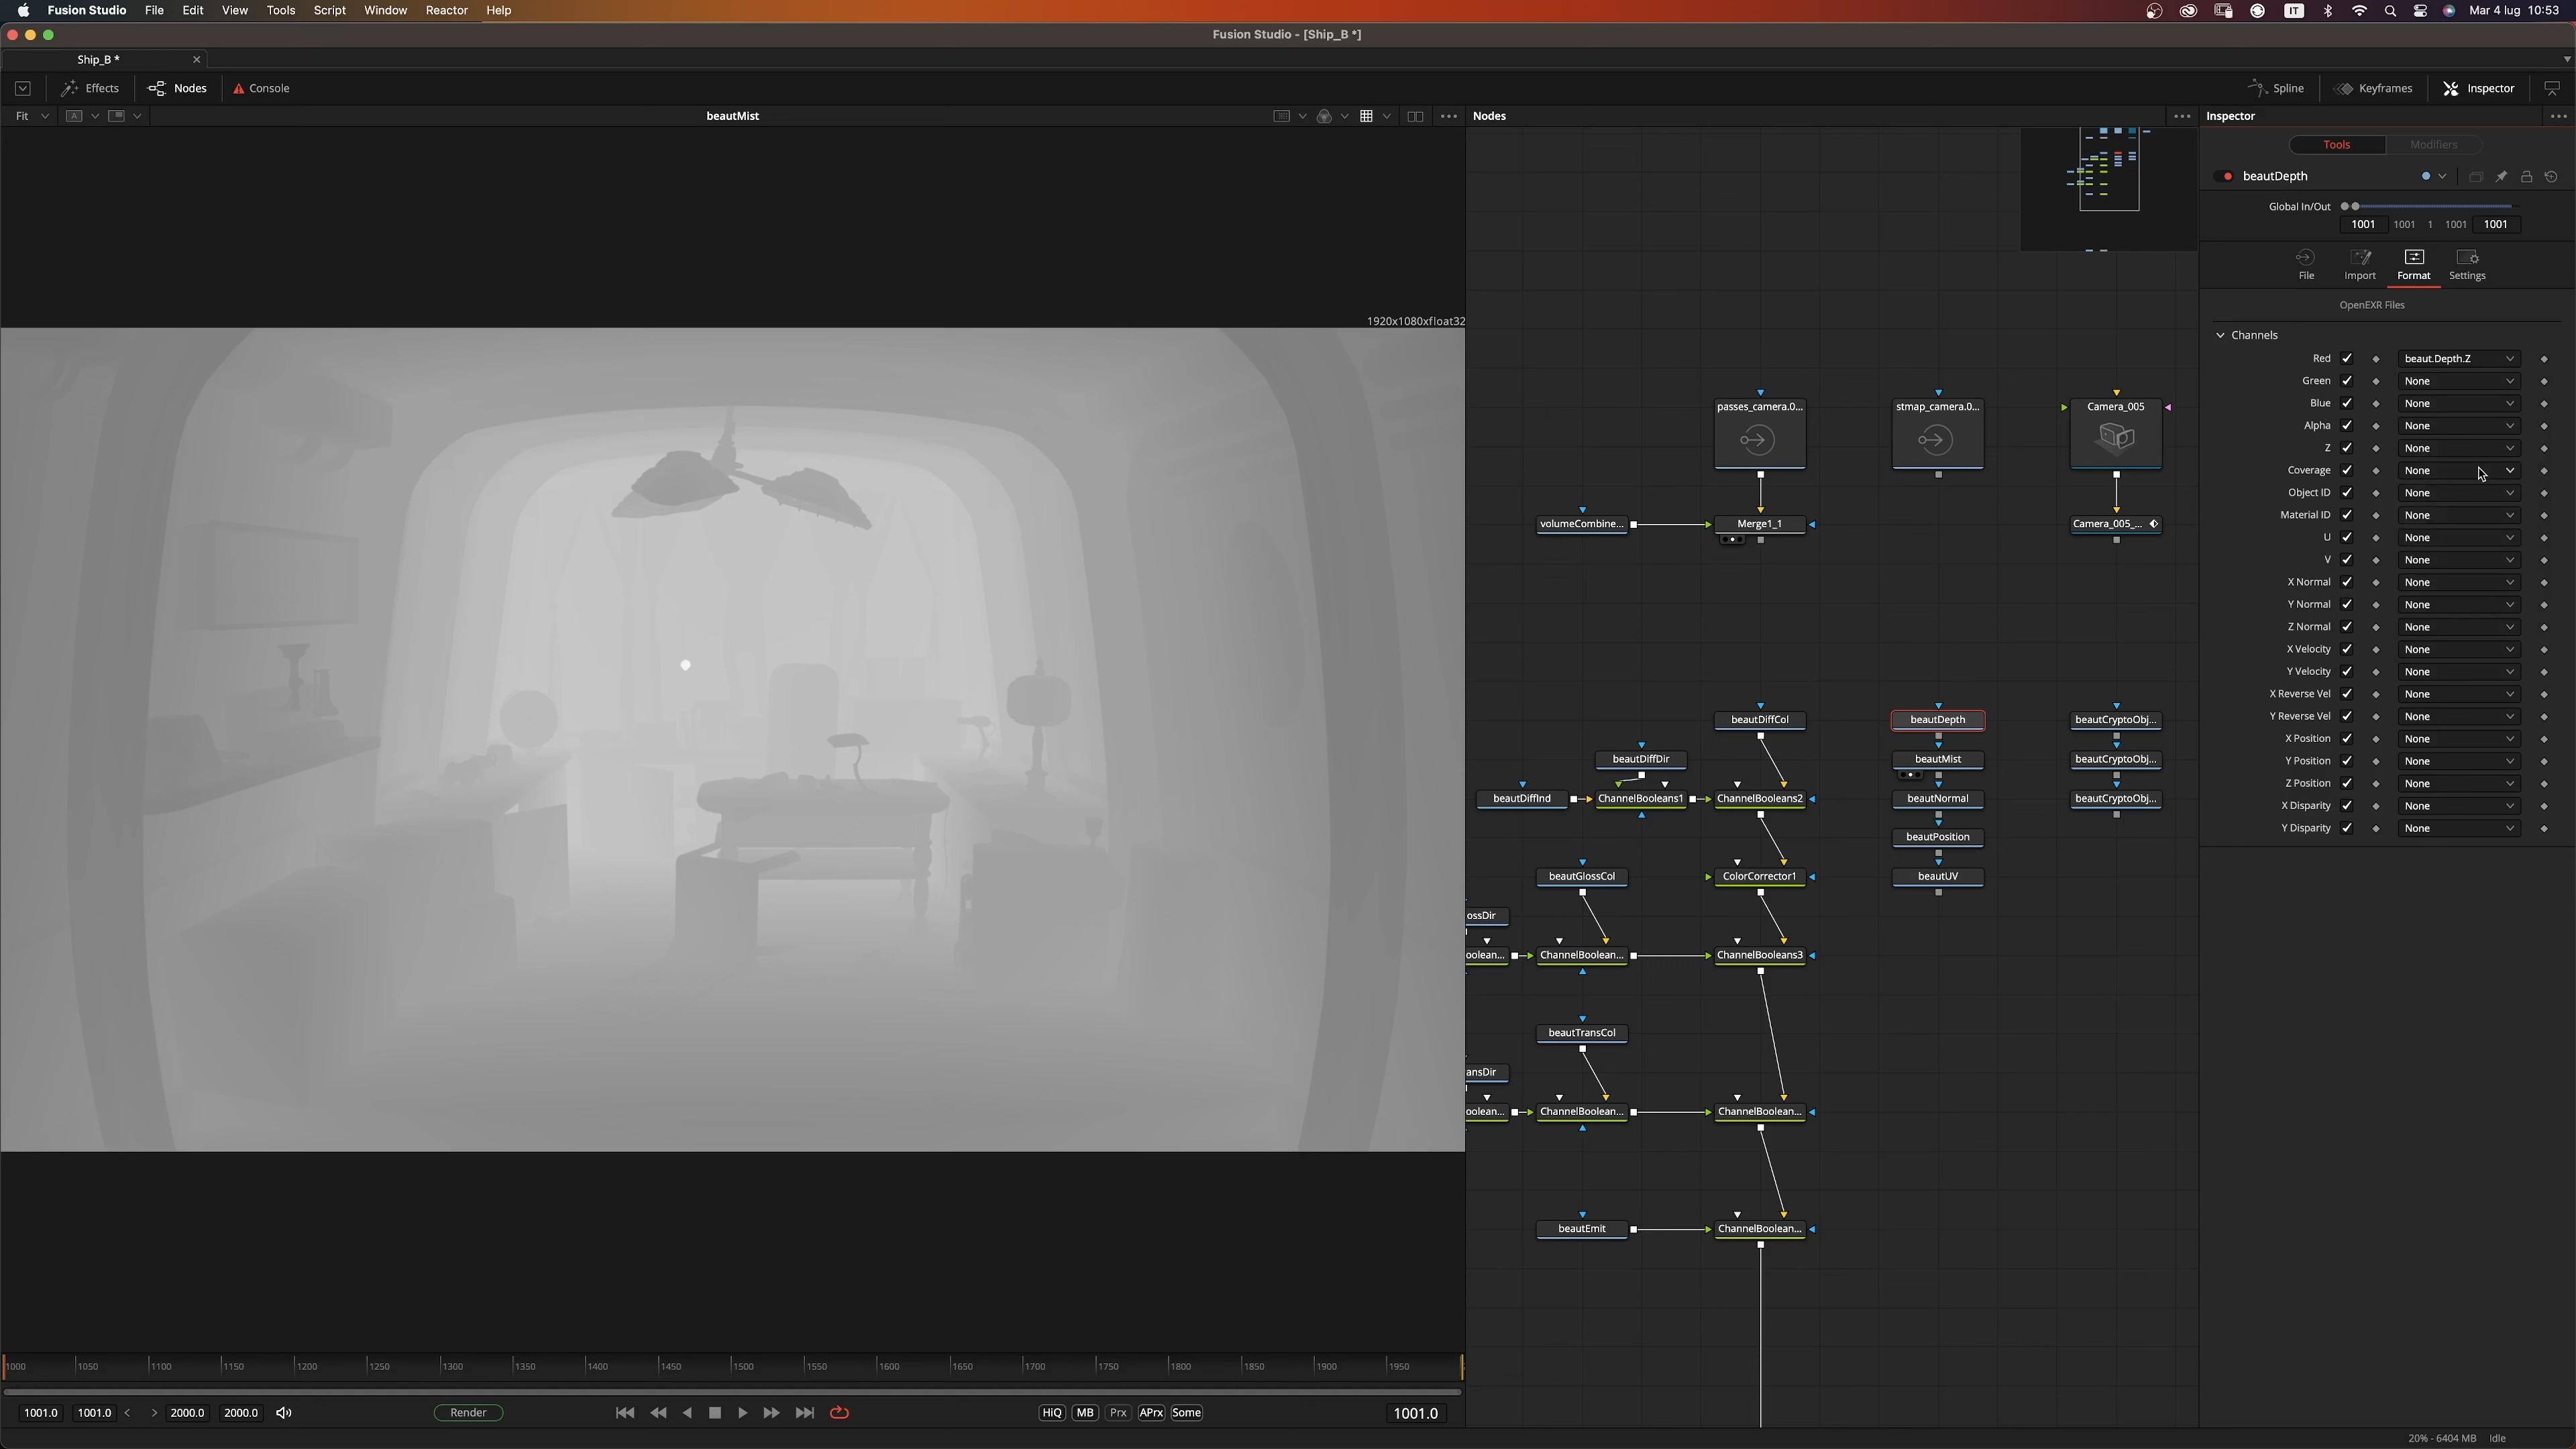 Fusion Studio File Edit View Tools Script Window Reactor Help IT Mar 4 lug 10:53
Fusion Studio - [Ship_B *]
Ship_B *
Effects Nodes Console Spline Keyframes Inspector
Fit A beautMist Nodes Inspector
Tools Modifiers
beautDepth
Global In/Out
1001 1001 1 1001 1001
File Import Format Settings
OpenEXR Files
1920x1080xfloat32
Channels
Red beaut.Depth.Z
Green None
Blue None
Alpha None
Z None
Coverage None
Object ID None
Material ID None
U None
V None
X Normal None
Y Normal None
Z Normal None
X Velocity None
Y Velocity None
X Reverse Vel None
Y Reverse Vel None
X Position None
Y Position None
Z Position None
X Disparity None
Y Disparity None
passes_camera.0... stmap_camera.0... Camera_005
volumeCombine... Merge1_1 Camera_005_...
beautDiffCol beautDepth beautCryptoObj...
beautDiffDir beautMist beautCryptoObj...
beautDiffInd ChannelBooleans1 ChannelBooleans2 beautNormal beautCryptoObj...
beautPosition
beautGlossCol ColorCorrector1 beautUV
ossDir
oolean... ChannelBoolean... ChannelBooleans3
beautTransCol
ansDir
oolean... ChannelBoolean... ChannelBoolean...
beautEmit ChannelBoolean...
1000 1050 1100 1150 1200 1250 1300 1350 1400 1450 1500 1550 1600 1650 1700 1750 1800 1850 1900 1950
1001.0 1001.0 < > 2000.0 2000.0 Render HiQ MB Prx APrx Some 1001.0
20% - 6404 MB Idle